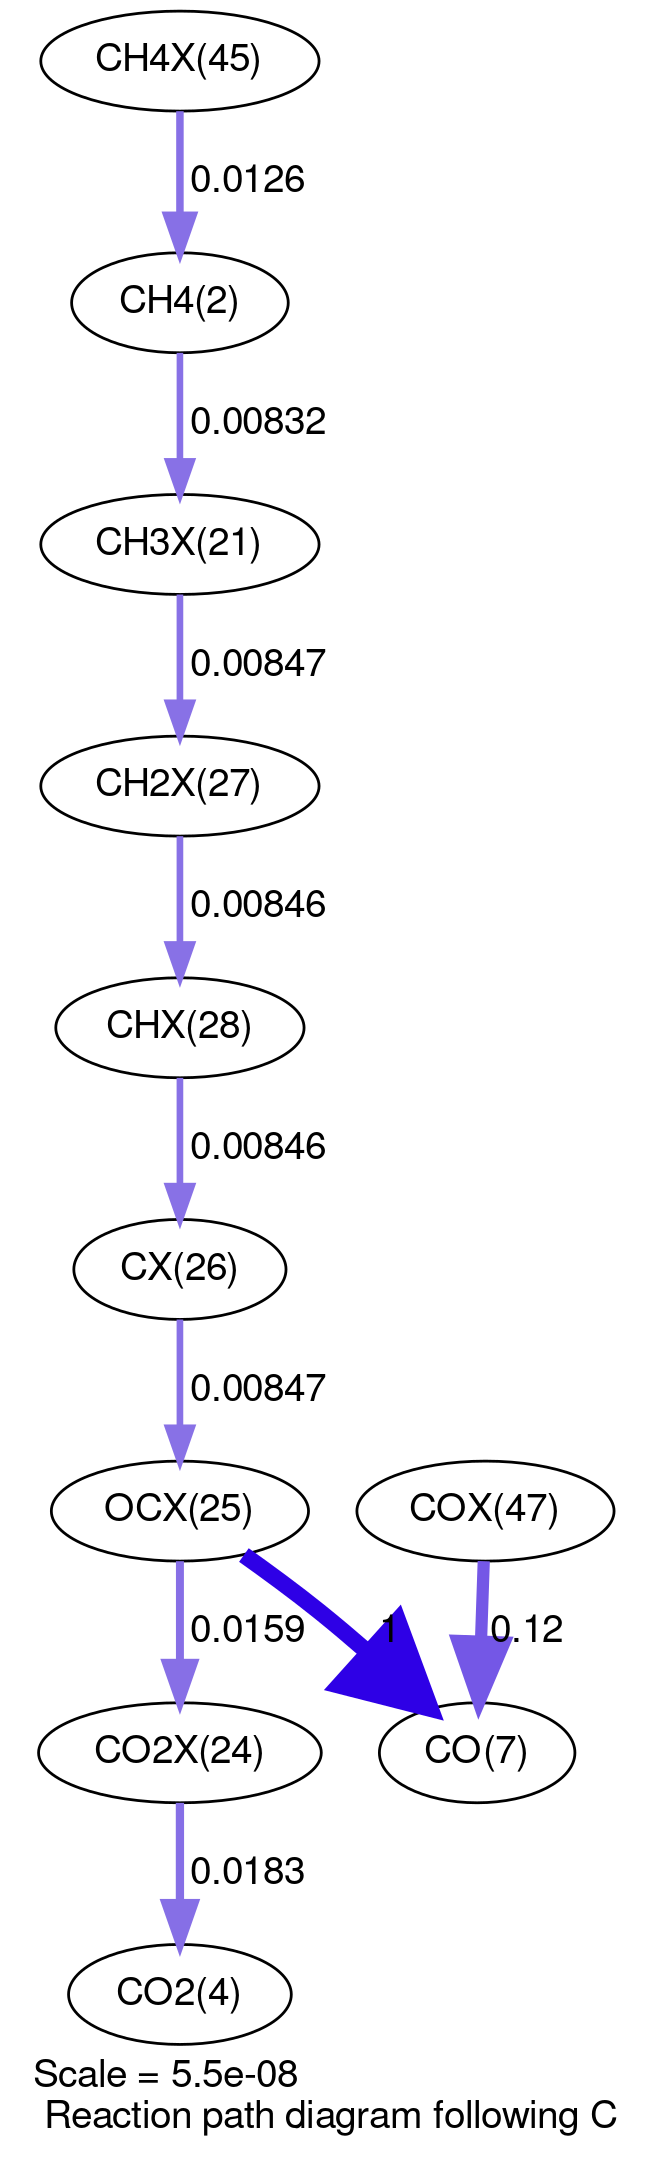 CH4X(45)
0.0126
CH4(2)
0.00832
CH3X(21)
0.00847
CH2X(27)
0.00846
CHX(28)
0.00846
CX(26)
0.00847
OCX(25)
COX(47)
0.0159
1
0.12
CO2X(24)
CO(7)
0.0183
CO2(4)
Scale = 5.5e-08
Reaction path diagram following C